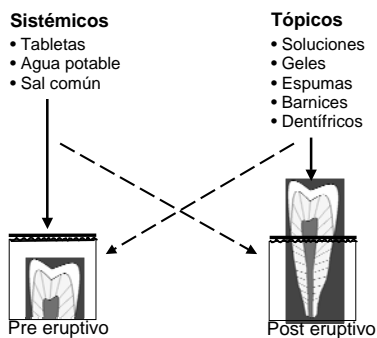 Sistémicos
• Tabletas
• Agua potable
• Sal común
Tópicos
• Soluciones
• Geles
• Espumas
• Barnices
• Dentífricos
Pre eruptivo
Post eruptivo